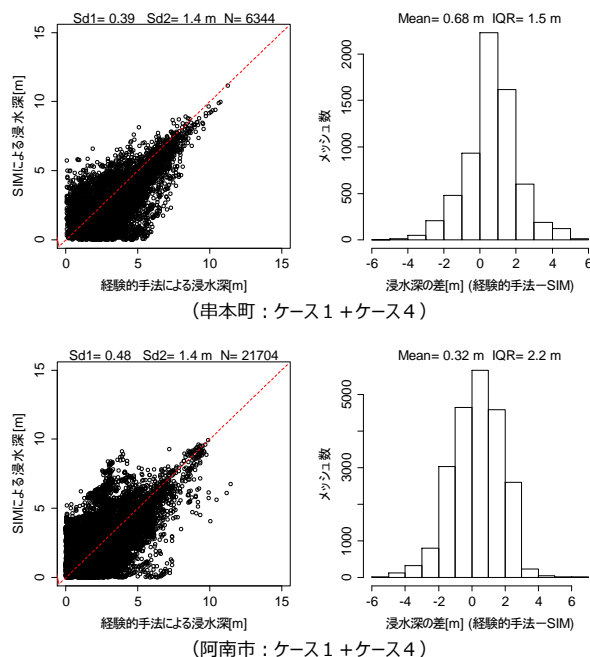 Sd1= 0.39 Sd2= 1.4 m N= 6344
Mean= 0.68 m IQR= 1.5 m
SIMによる浸水深[m]
15
10
5
0
0 5 10 15
経験的手法による浸水深[m]
メッシュ数
2000
1500
1000
500
0
-6 -4 -2 0 2 4 6
浸水深の差[m] (経験的手法ーSIM)
（串本町：ケース１＋ケース４）
Sd1= 0.48 Sd2= 1.4 m N= 21704
Mean= 0.32 m IQR= 2.2 m
SIMによる浸水深[m]
15
10
5
0
0 5 10 15
経験的手法による浸水深[m]
メッシュ数
5000
3000
1000
0
-6 -4 -2 0 2 4 6
浸水深の差[m] (経験的手法ーSIM)
（阿南市：ケース１＋ケース４）